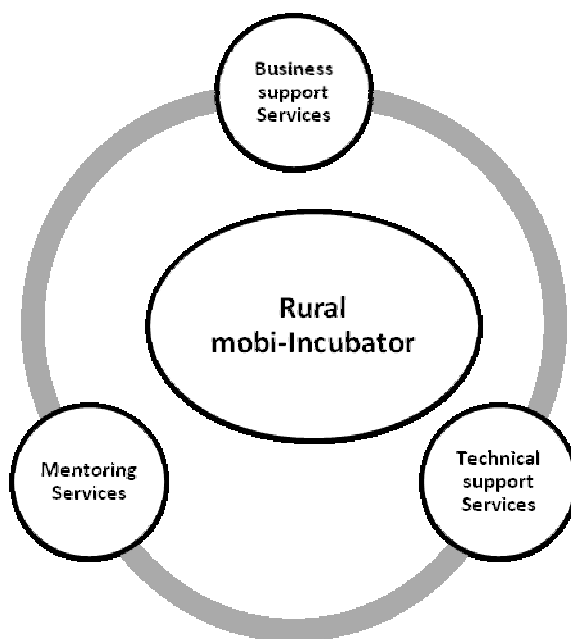 Business
support
Services
Rural
mobi-Incubator
Mentoring
Services
Technical
support
Services